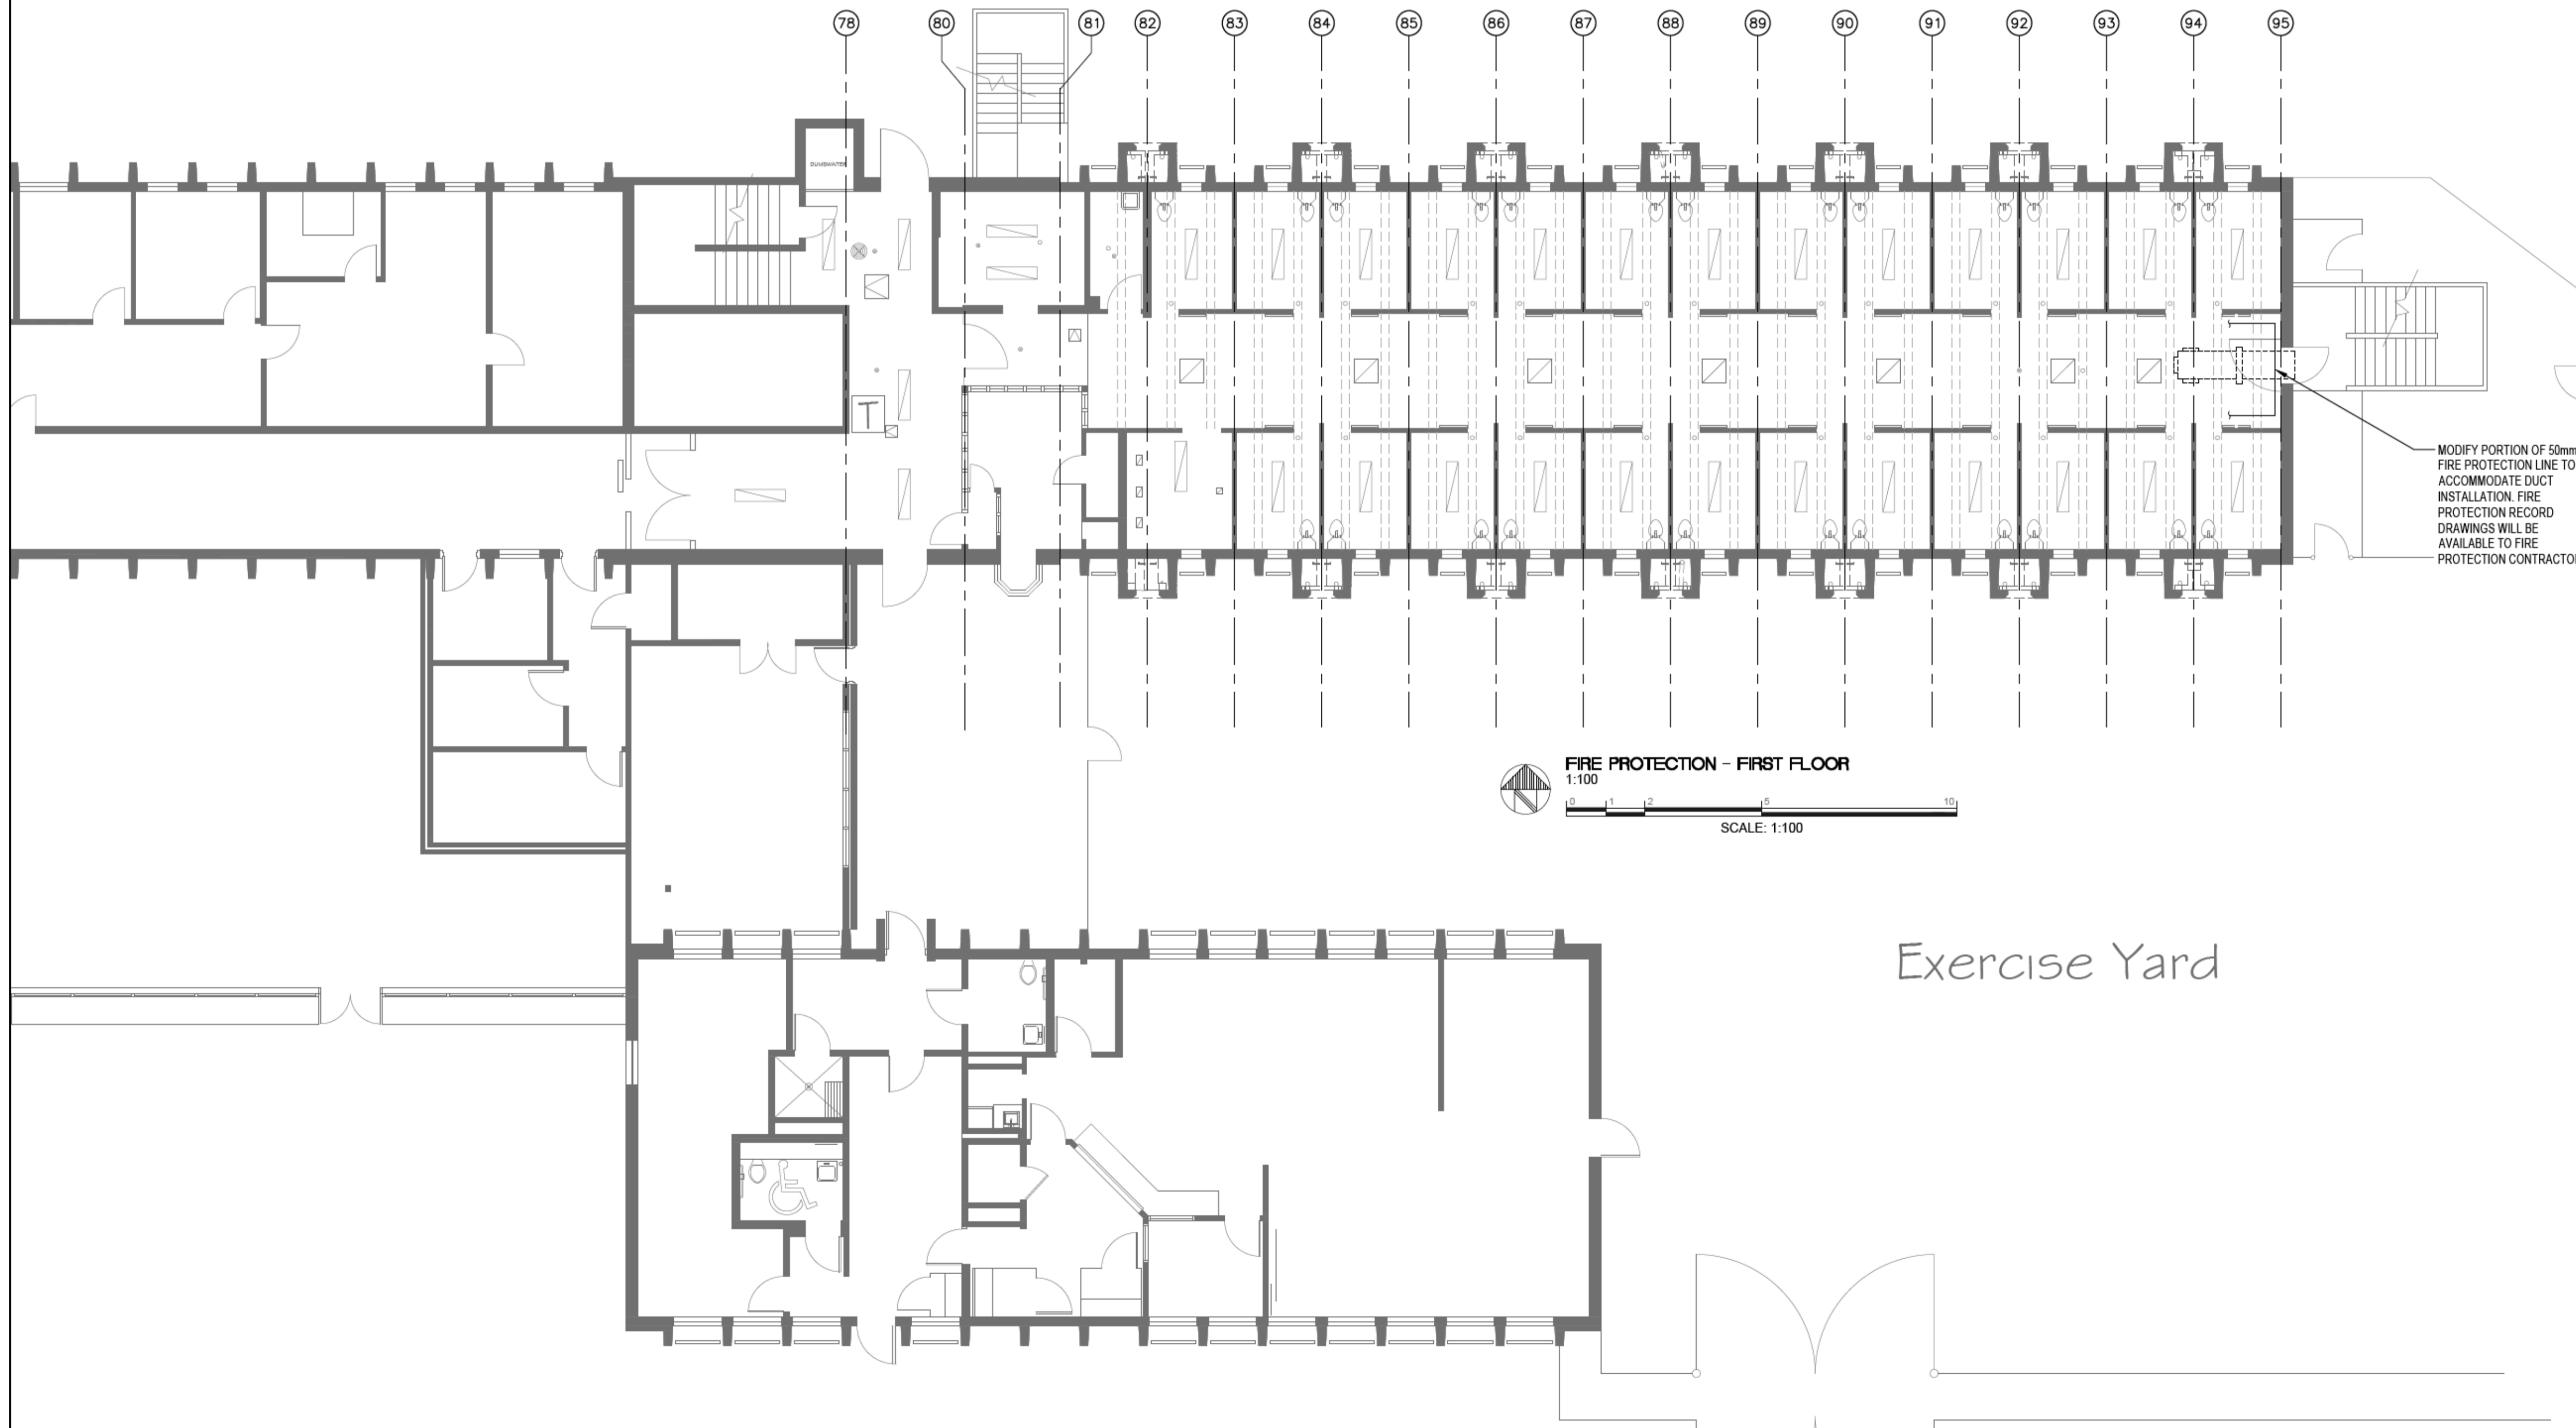 78 80 81 82 83 84 85 86 87 88 89 90 91 92 93 94 95
DUMBWAITER
T
MODIFY PORTION OF 50mm
FIRE PROTECTION LINE TO
ACCOMMODATE DUCT
INSTALLATION. FIRE
PROTECTION RECORD
DRAWINGS WILL BE
AVAILABLE TO FIRE
PROTECTION CONTRACTOR
FIRE PROTECTION - FIRST FLOOR
1:100
0 1 2 5 10
SCALE: 1:100
Exercise Yard